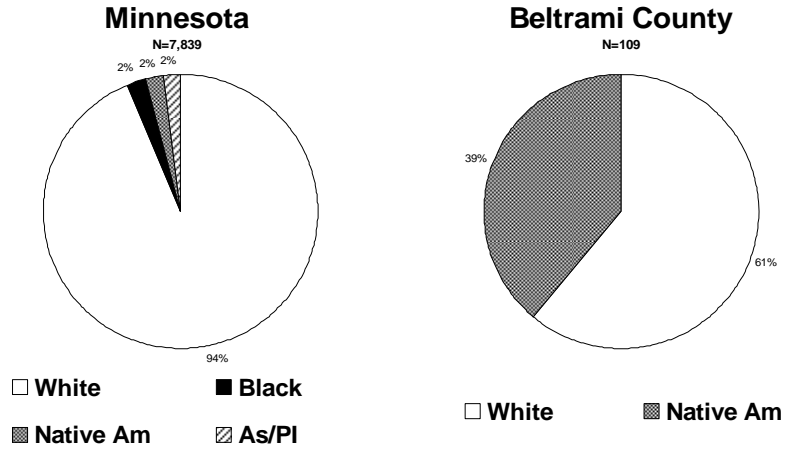 Minnesota
N=7,839
2% 2% 2%
94%
White Black
Native Am As/PI
Beltrami County
N=109
39%
61%
White Native Am